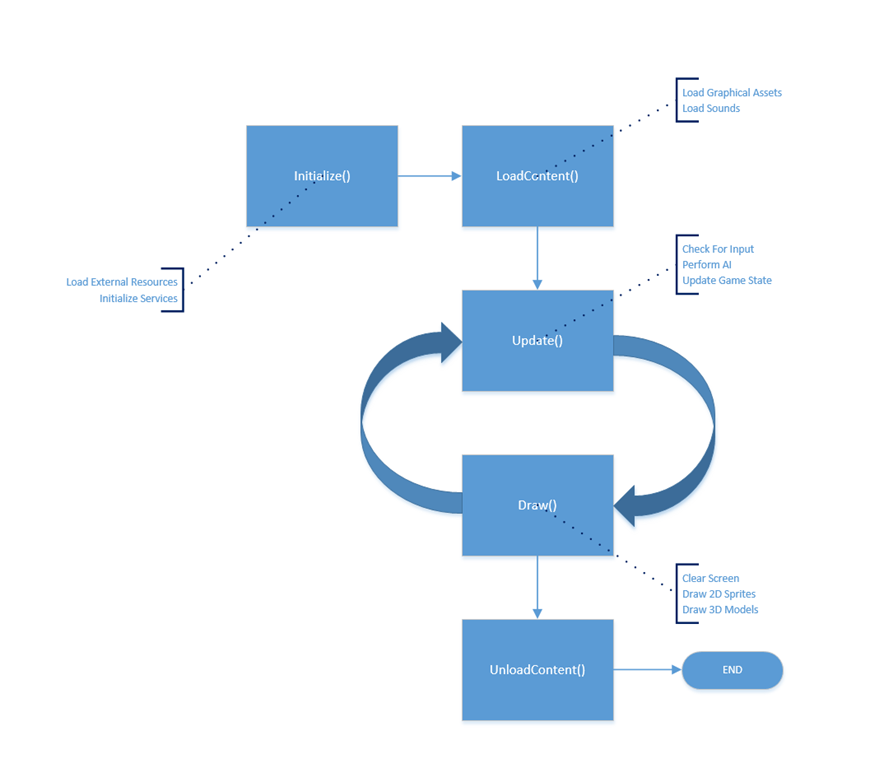 Load Graphical Assets
Load Sounds
Initialize()
LoadContent()
Load External Resources
Initialize Services
Check For Input
Perform AI
Update Game State
Update()
Draw()
Clear Screen
Draw 2D Sprites
Draw 3D Models
UnloadContent()
END